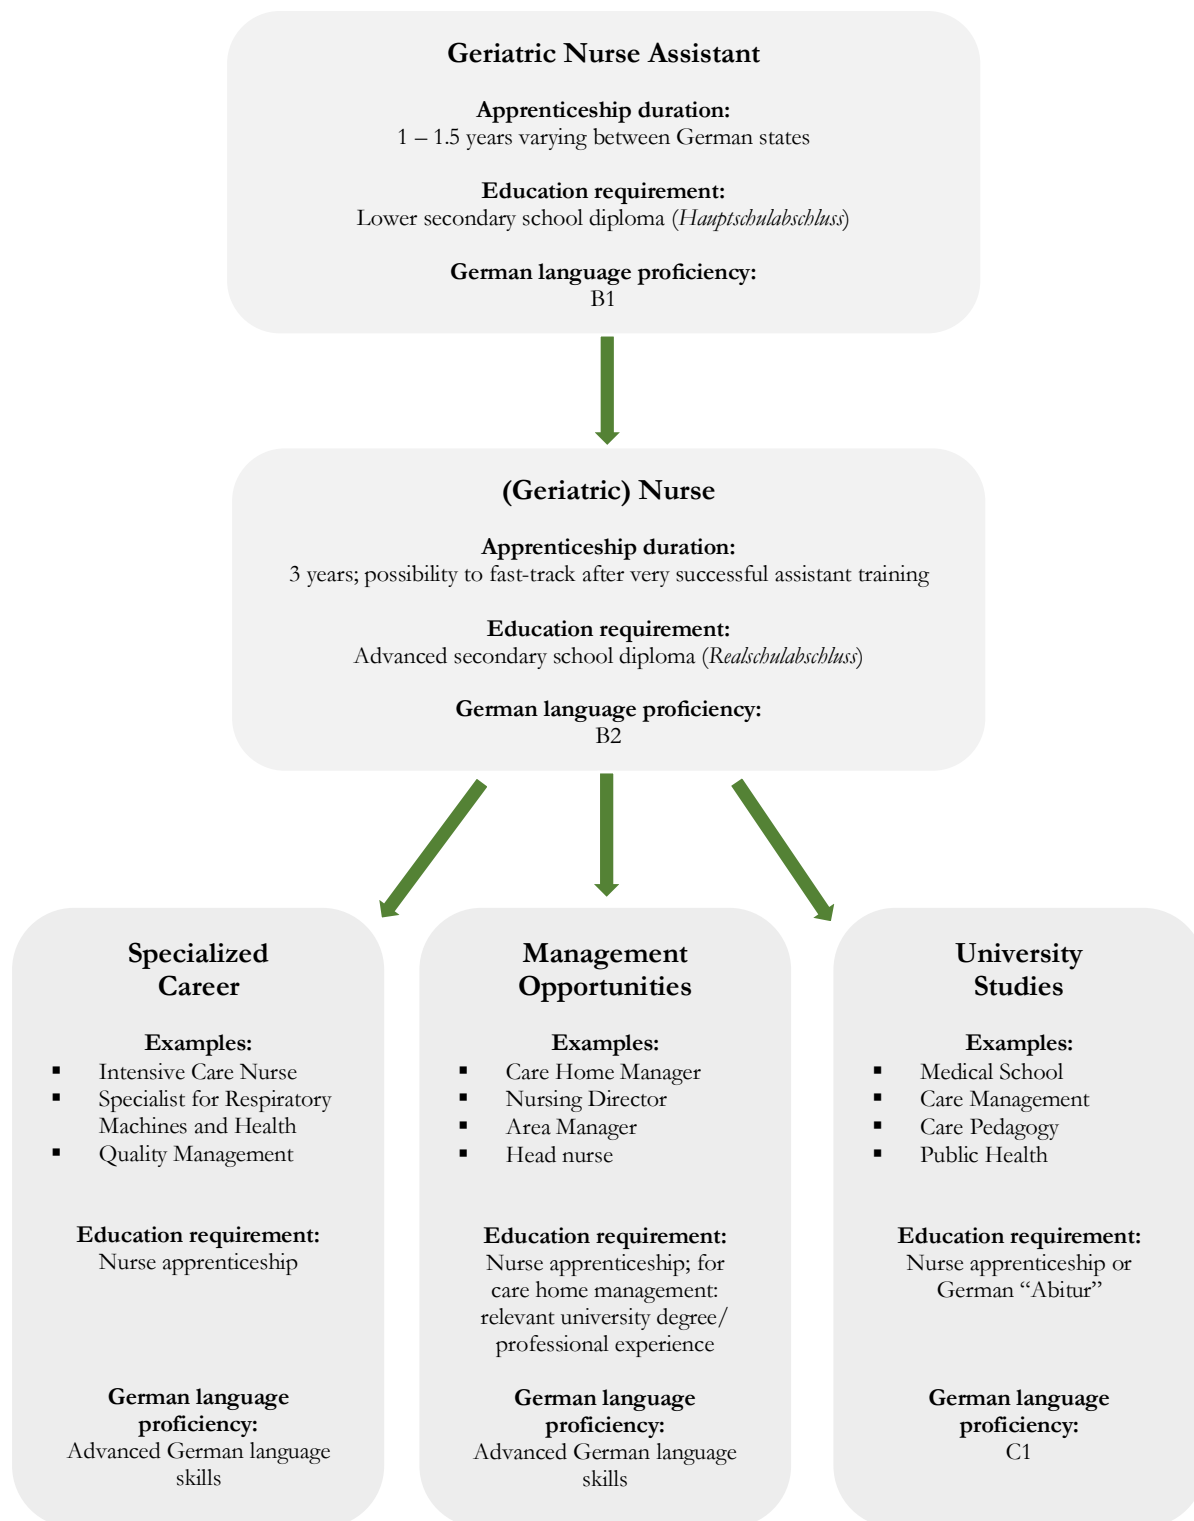 Geriatric Nurse Assistant
Apprenticeship duration:
1 – 1.5 years varying between German states
Education requirement:
Lower secondary school diploma (Hauptschulabschluss)
German language proficiency:
B1
(Geriatric) Nurse
Apprenticeship duration:
3 years; possibility to fast-track after very successful assistant training
Education requirement:
Advanced secondary school diploma (Realschulabschluss)
German language proficiency:
B2
Specialized
Career
Examples:
▪ Intensive Care Nurse
▪ Specialist for Respiratory
Machines and Health
▪ Quality Management
Education requirement:
Nurse apprenticeship
German language
proficiency:
Advanced German language
skills
Management
Opportunities
Examples:
▪ Care Home Manager
▪ Nursing Director
▪ Area Manager
▪ Head nurse
Education requirement:
Nurse apprenticeship; for
care home management:
relevant university degree/
professional experience
German language
proficiency:
Advanced German language
skills
University
Studies
Examples:
▪ Medical School
▪ Care Management
▪ Care Pedagogy
▪ Public Health
Education requirement:
Nurse apprenticeship or
German “Abitur”
German language
proficiency:
C1